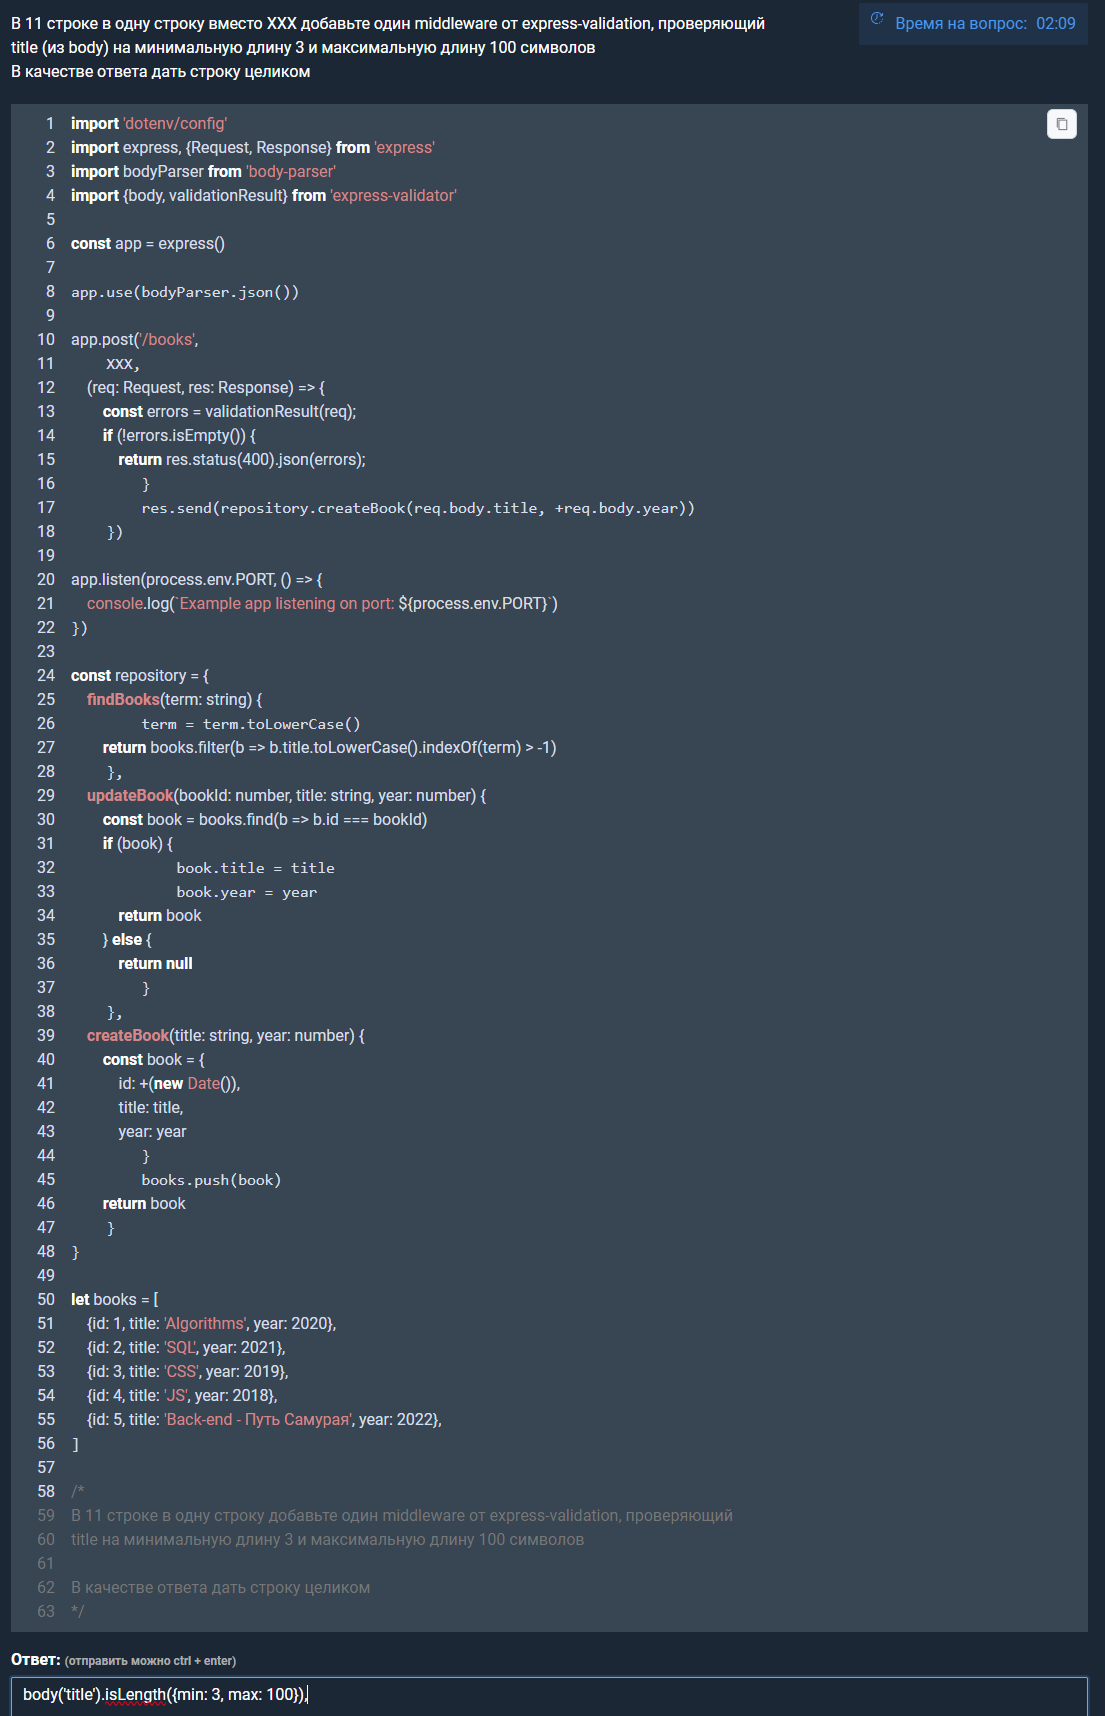 В 11 строке в одну строку вместо XXX добавьте один middleware от express-validation, проверяющий
title (из body) на минимальную длину 3 и максимальную длину 100 символов
В качестве ответа дать строку целиком
Время на вопрос: 02:09
1 import 'dotenv/config'
2 import express, {Request, Response} from 'express'
3 import bodyParser from 'body-parser'
4 import {body, validationResult} from 'express-validator'
5
6 const app = express()
7
8 app.use(bodyParser.json())
9
10 app.post('/books',
11 XXX,
12 (req: Request, res: Response) => {
13 const errors = validationResult(req);
14 if (!errors.isEmpty()) {
15 return res.status(400).json(errors);
16 }
17 res.send(repository.createBook(req.body.title, +req.body.year))
18 })
19
20 app.listen(process.env.PORT, () => {
21 console.log(`Example app listening on port: ${process.env.PORT}`)
22 })
23
24 const repository = {
25 findBooks(term: string) {
26 term = term.toLowerCase()
27 return books.filter(b => b.title.toLowerCase().indexOf(term) > -1)
28 },
29 updateBook(bookId: number, title: string, year: number) {
30 const book = books.find(b => b.id === bookId)
31 if (book) {
32 book.title = title
33 book.year = year
34 return book
35 } else {
36 return null
37 }
38 },
39 createBook(title: string, year: number) {
40 const book = {
41 id: +(new Date()),
42 title: title,
43 year: year
44 }
45 books.push(book)
46 return book
47 }
48 }
49
50 let books = [
51 {id: 1, title: 'Algorithms', year: 2020},
52 {id: 2, title: 'SQL', year: 2021},
53 {id: 3, title: 'CSS', year: 2019},
54 {id: 4, title: 'JS', year: 2018},
55 {id: 5, title: 'Back-end - Путь Самурая', year: 2022},
56 ]
57
58 /*
59 В 11 строке в одну строку добавьте один middleware от express-validation, проверяющий
60 title на минимальную длину 3 и максимальную длину 100 символов
61
62 В качестве ответа дать строку целиком
63 */
Ответ: (отправить можно ctrl + enter)
body('title').isLength({min: 3, max: 100}),